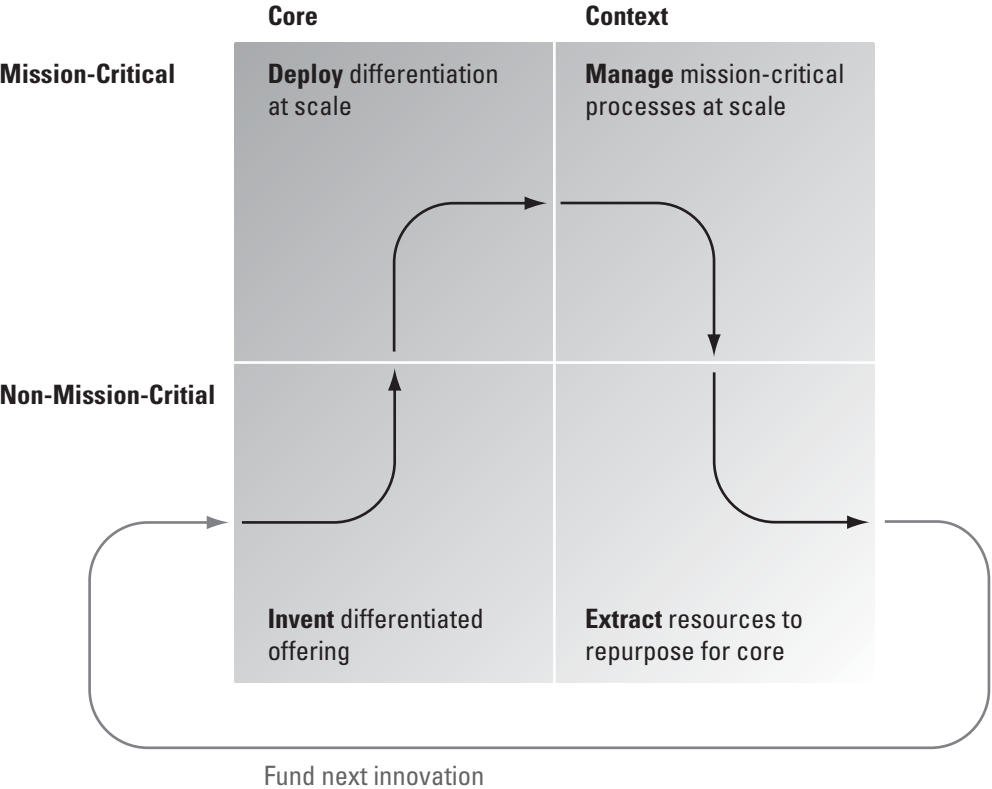 Core
Context
Mission-Critical
Deploy differentiation
at scale
Manage mission-critical
processes at scale
Non-Mission-Critial
Invent differentiated
offering
Extract resources to
repurpose for core
Fund next innovation